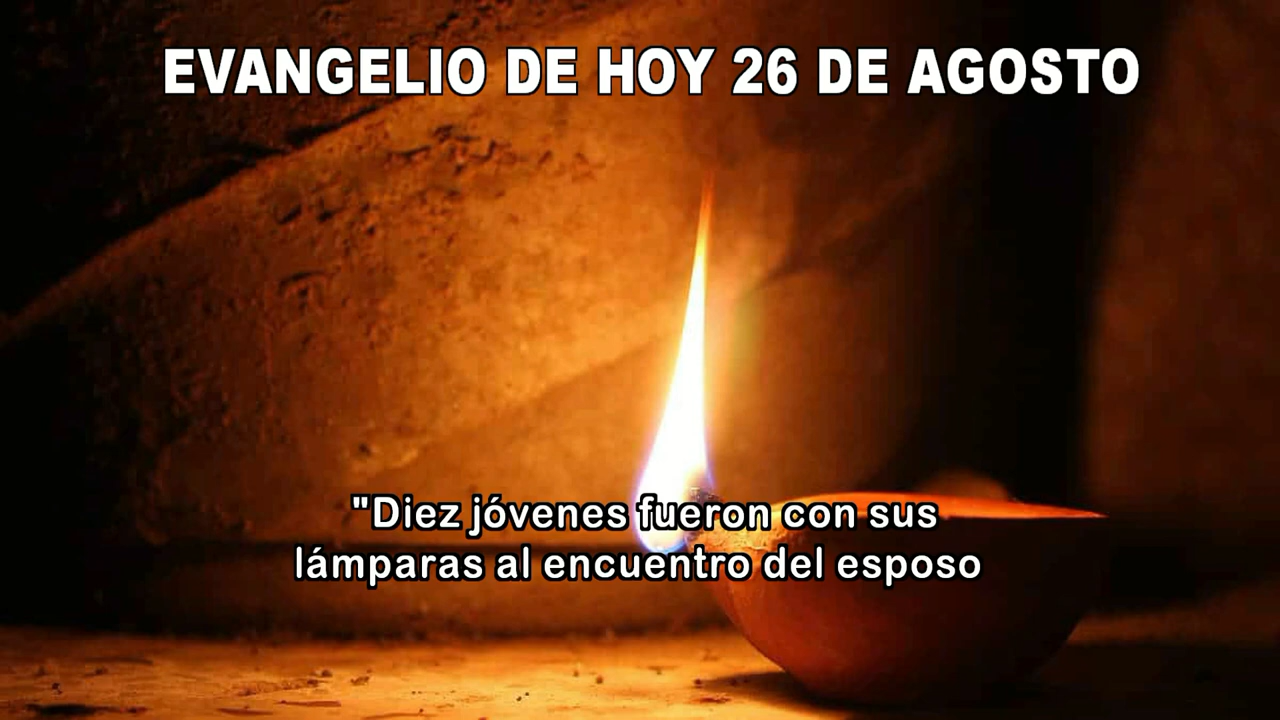 EVANGELIO DE HOY 26 DE AGOSTO
"Diez jóvenes fueron con sus
lámparas al encuentro del esposo